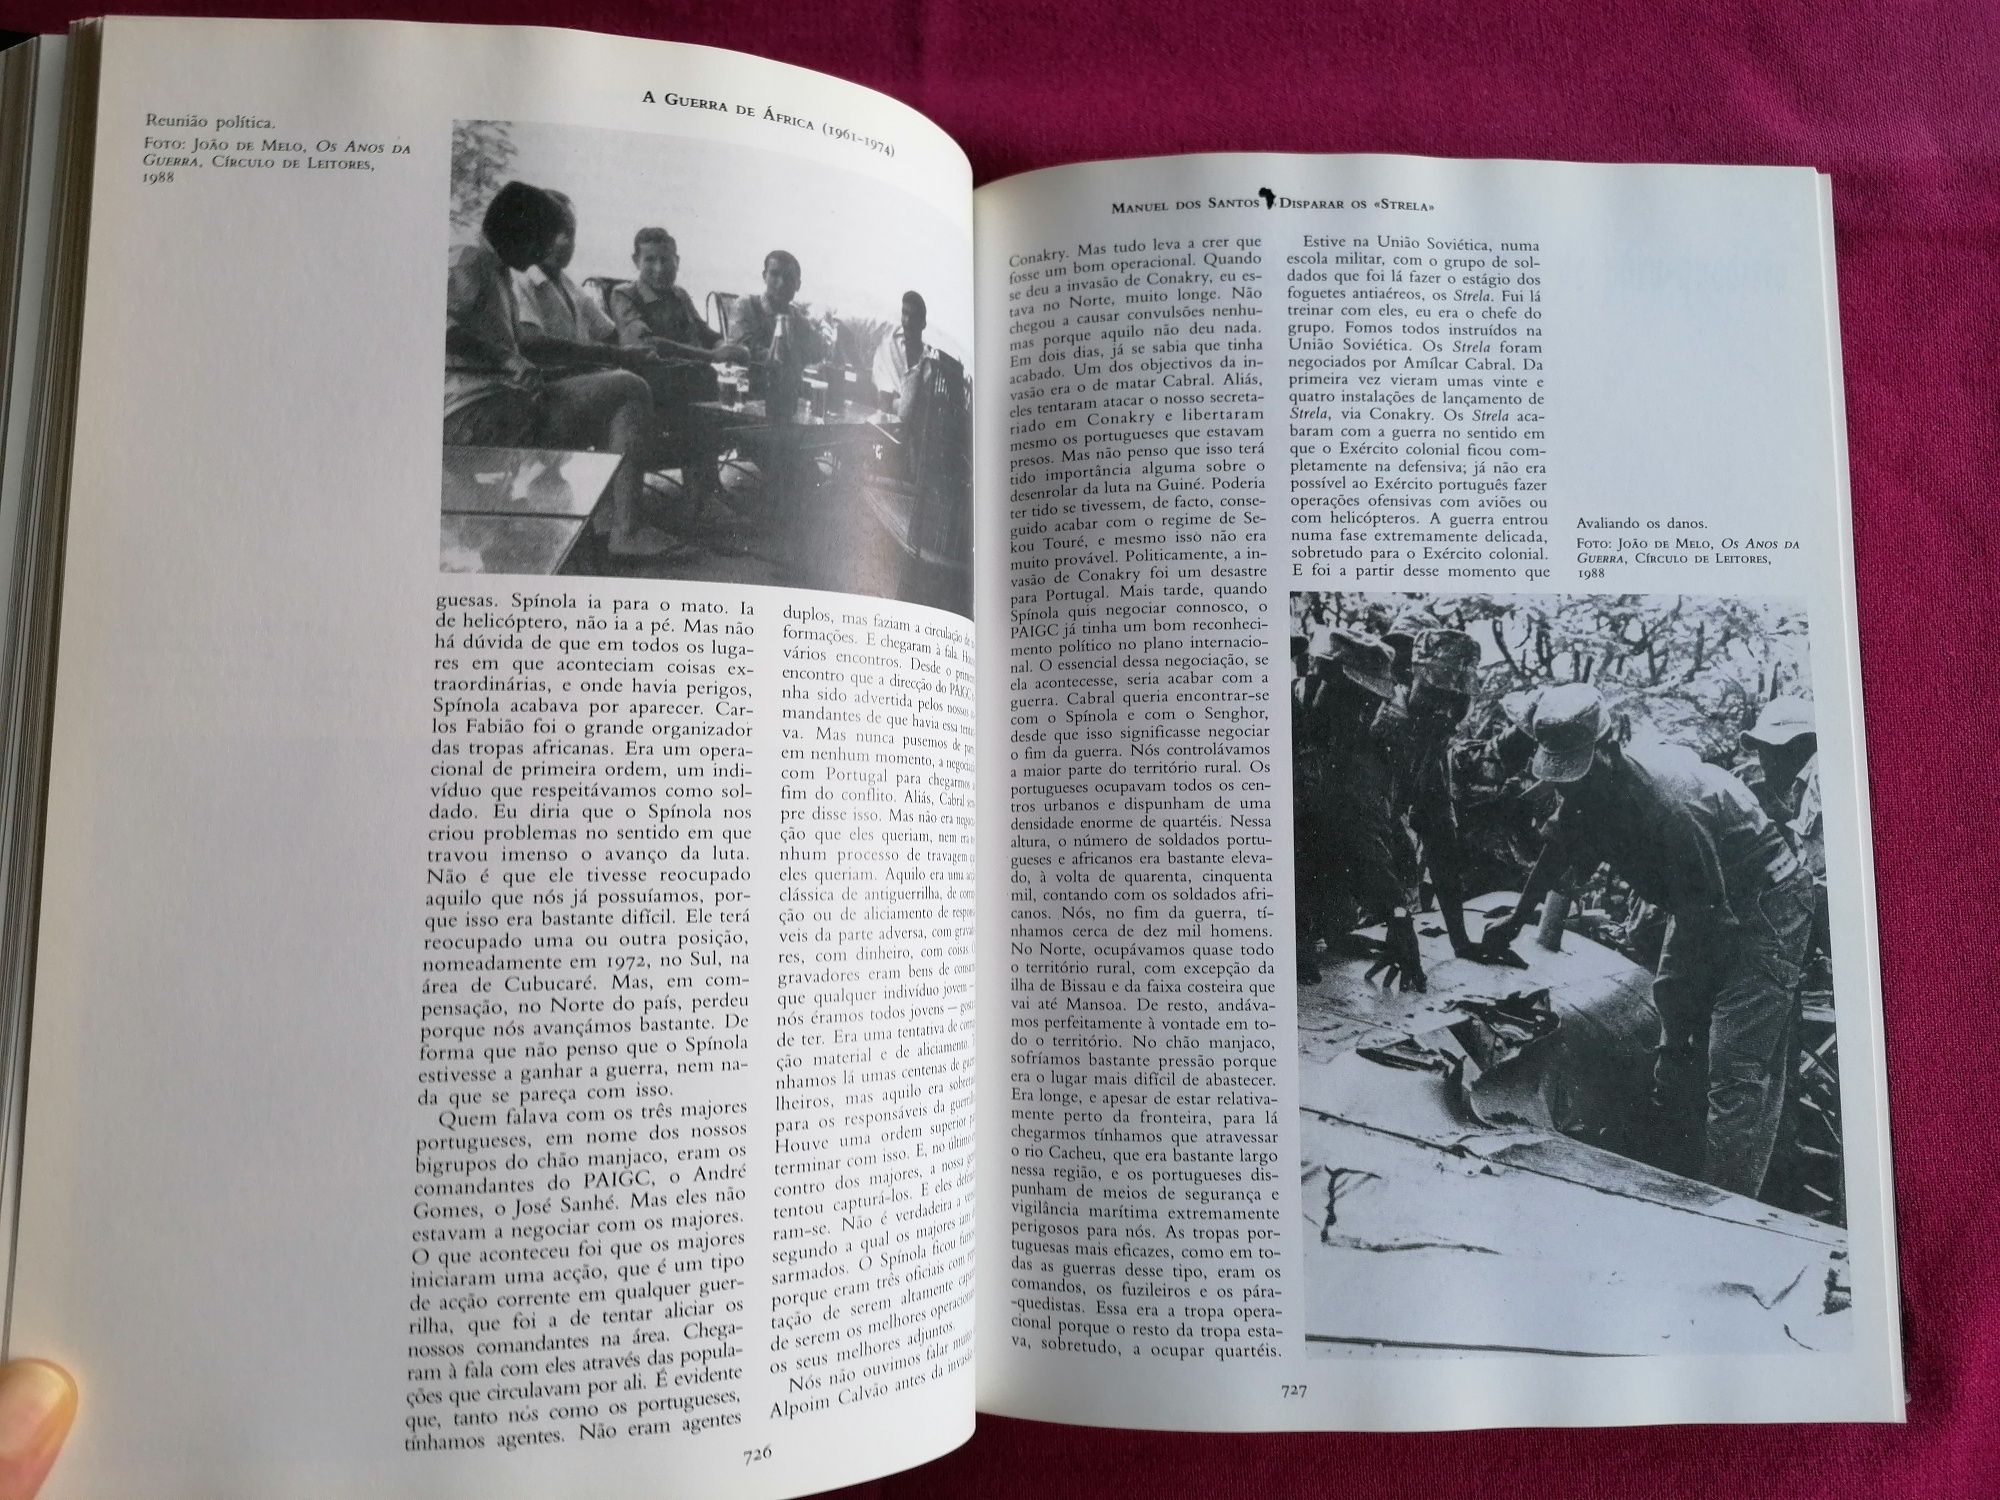 A Guerra de África (1961-1974)
Reunião política.
Foto: João de Melo, Os Anos da
Guerra, Círculo de Leitores,
1988
guesas. Spínola ia para o mato. Ia
de helicóptero, não ia a pé. Mas não
há dúvida de que em todos os luga-
res em que aconteciam coisas ex-
traordinárias, e onde havia perigos,
Spínola acabava por aparecer. Car-
los Fabião foi o grande organizador
das tropas africanas. Era um opera-
cional de primeira ordem, um indi-
víduo que respeitávamos como sol-
dado. Eu diria que o Spínola nos
criou problemas no sentido em que
travou imenso o avanço da luta.
Não é que ele tivesse reocupado
aquilo que nós já possuíamos, por-
que isso era bastante difícil. Ele terá
reocupado uma ou outra posição,
nomeadamente em 1972, no Sul, na
área de Cubucaré. Mas, em com-
pensação, no Norte do país, perdeu
porque nós avançámos bastante. De
forma que não penso que o Spínola
estivesse a ganhar a guerra, nem na-
da que se pareça com isso.
Quem falava com os três majores
portugueses, em nome dos nossos
bigrupos do chão manjaco, eram os
comandantes do PAIGC, o André
Gomes, o José Sanhé. Mas eles não
estavam a negociar com os majores.
O que aconteceu foi que os majores
iniciaram uma acção, que é um tipo
de acção corrente em qualquer guer-
rilha, que foi a de tentar aliciar os
nossos comandantes na área. Chega-
ram à fala com eles através das popula-
ções que circulavam por ali. É evidente
que, tanto nós como os portugueses,
tínhamos agentes. Não eram agentes
duplos, mas faziam a circulação de
formações. E chegaram à fala.
vários encontros. Desde o
encontro que a direcção do PAIGC
nha sido advertida pelos nossos
mandantes de que havia essa
va. Mas nunca pusemos de
em nenhum momento, a
com Portugal para chegarmos
fim do conflito. Aliás, Cabral
pre disse isso. Mas não era
ção que eles queriam, nem era
nhum processo de travagem
eles queriam. Aquilo era uma
clássica de antiguerrilha, de
ção ou de aliciamento de
veis da parte adversa, com
res, com dinheiro, com coisas
gravadores eram bens de
que qualquer indivíduo jovem —
nós éramos todos jovens —
de ter. Era uma tentativa de
ção material e de aliciamento.
nhamos lá umas centenas de
lheiros, mas aquilo era
para os responsáveis da
Houve uma ordem superior
terminar com isso. E, no último
contro dos majores, a nossa
tentou capturá-los. E eles
ram-se. Não é verdadeira a
segundo a qual os majores
sarmados. O Spínola ficou
porque eram três oficiais com
tação de serem altamente
de serem os melhores
os seus melhores adjuntos.
Nós não ouvimos falar muito
Alpoim Calvão antes da invasão
726
Manuel dos Santos Disparar os «Strela»
Conakry. Mas tudo leva a crer que
fosse um bom operacional. Quando
se deu a invasão de Conakry, eu es-
tava no Norte, muito longe. Não
chegou a causar convulsões nenhu-
mas porque aquilo não deu nada.
Em dois dias, já se sabia que tinha
acabado. Um dos objectivos da in-
vasão era o de matar Cabral. Aliás,
eles tentaram atacar o nosso secreta-
riado em Conakry e libertaram
mesmo os portugueses que estavam
presos. Mas não penso que isso terá
tido importância alguma sobre o
desenrolar da luta na Guiné. Poderia
ter tido se tivessem, de facto, conse-
guido acabar com o regime de Se-
kou Touré, e mesmo isso não era
muito provável. Politicamente, a in-
vasão de Conakry foi um desastre
para Portugal. Mais tarde, quando
Spínola quis negociar connosco, o
PAIGC já tinha um bom reconheci-
mento político no plano internacio-
nal. O essencial dessa negociação, se
ela acontecesse, seria acabar com a
guerra. Cabral queria encontrar-se
com o Spínola e com o Senghor,
desde que isso significasse negociar
o fim da guerra. Nós controlávamos
a maior parte do território rural. Os
portugueses ocupavam todos os cen-
tros urbanos e dispunham de uma
densidade enorme de quartéis. Nessa
altura, o número de soldados portu-
gueses e africanos era bastante eleva-
do, à volta de quarenta, cinquenta
mil, contando com os soldados afri-
canos. Nós, no fim da guerra, tí-
nhamos cerca de dez mil homens.
No Norte, ocupávamos quase todo
o território rural, com excepção da
ilha de Bissau e da faixa costeira que
vai até Mansoa. De resto, andáva-
mos perfeitamente à vontade em to-
do o território. No chão manjaco,
sofríamos bastante pressão porque
era o lugar mais difícil de abastecer.
Era longe, e apesar de estar relativa-
mente perto da fronteira, para lá
chegarmos tínhamos que atravessar
o rio Cacheu, que era bastante largo
nessa região, e os portugueses dis-
punham de meios de segurança e
vigilância marítima extremamente
perigosos para nós. As tropas por-
tuguesas mais eficazes, como em to-
das as guerras desse tipo, eram os
comandos, os fuzileiros e os pára-
-quedistas. Essa era a tropa opera-
cional porque o resto da tropa esta-
va, sobretudo, a ocupar quartéis.
Estive na União Soviética, numa
escola militar, com o grupo de sol-
dados que foi lá fazer o estágio dos
foguetes antiaéreos, os Strela. Fui lá
treinar com eles, eu era o chefe do
grupo. Fomos todos instruídos na
União Soviética. Os Strela foram
negociados por Amílcar Cabral. Da
primeira vez vieram umas vinte e
quatro instalações de lançamento de
Strela, via Conakry. Os Strela aca-
baram com a guerra no sentido em
que o Exército colonial ficou com-
pletamente na defensiva; já não era
possível ao Exército português fazer
operações ofensivas com aviões ou
com helicópteros. A guerra entrou
numa fase extremamente delicada,
sobretudo para o Exército colonial.
E foi a partir desse momento que
Avaliando os danos.
Foto: João de Melo, Os Anos da
Guerra, Círculo de Leitores,
1988
727